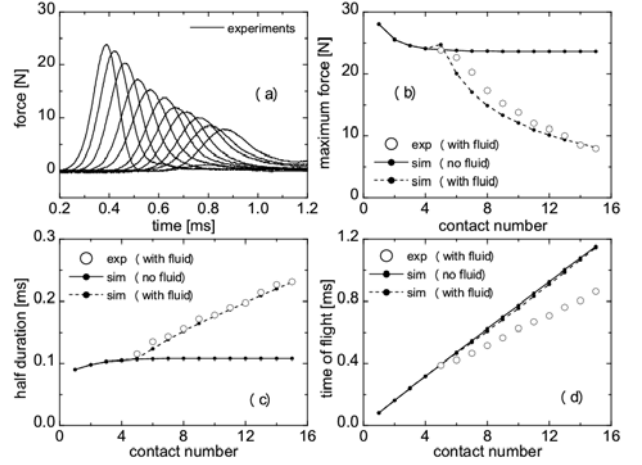 30
20
10
0
force [N]
experiments
( a )
0.2 0.4 0.6 0.8 1.0 1.2
time [ms]
30
20
10
0
maximum force [N]
( b )
exp ( with fluid)
sim ( no fluid)
sim ( with fluid)
0 4 8 12 16
contact number
0.3
0.2
0.1
0.0
half duration [ms]
exp ( with fluid)
sim ( no fluid)
sim ( with fluid)
( c )
0 4 8 12 16
contact number
1.2
0.8
0.4
0.0
time of flight [ms]
exp ( with fluid)
sim ( no fluid)
sim ( with fluid)
( d )
0 4 8 12 16
contact number